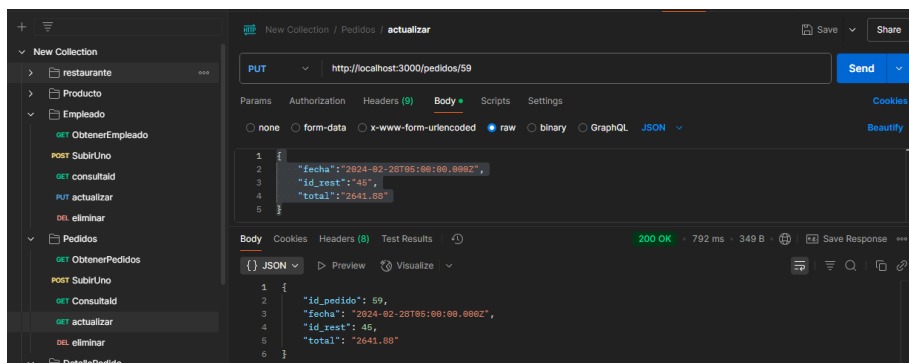 New Collection
restaurante
Producto
Empleado
GET ObtenerEmpleado
POST SubirUno
GET consultaid
PUT actualizar
DEL eliminar
Pedidos
GET ObtenerPedidos
POST SubirUno
GET ConsultaId
GET actualizar
DEL eliminar
DetallePedido
HTTP New Collection / Pedidos / actualizar
Save
Share
PUT
http://localhost:3000/pedidos/59
Send
Params Authorization Headers (9) Body Scripts Settings
Cookies
none form-data x-www-form-urlencoded raw binary GraphQL JSON
Beautify
1 {
2 "fecha":"2024-02-28T05:00:00.000Z",
3 "id_rest":"45",
4 "total":"2641.88"
5 }
Body Cookies Headers (8) Test Results
200 OK 792 ms 349 B
e.g. Save Response
{} JSON Preview Visualize
1 {
2 "id_pedido": 59,
3 "fecha": "2024-02-28T05:00:00.000Z",
4 "id_rest": 45,
5 "total": "2641.88"
6 }